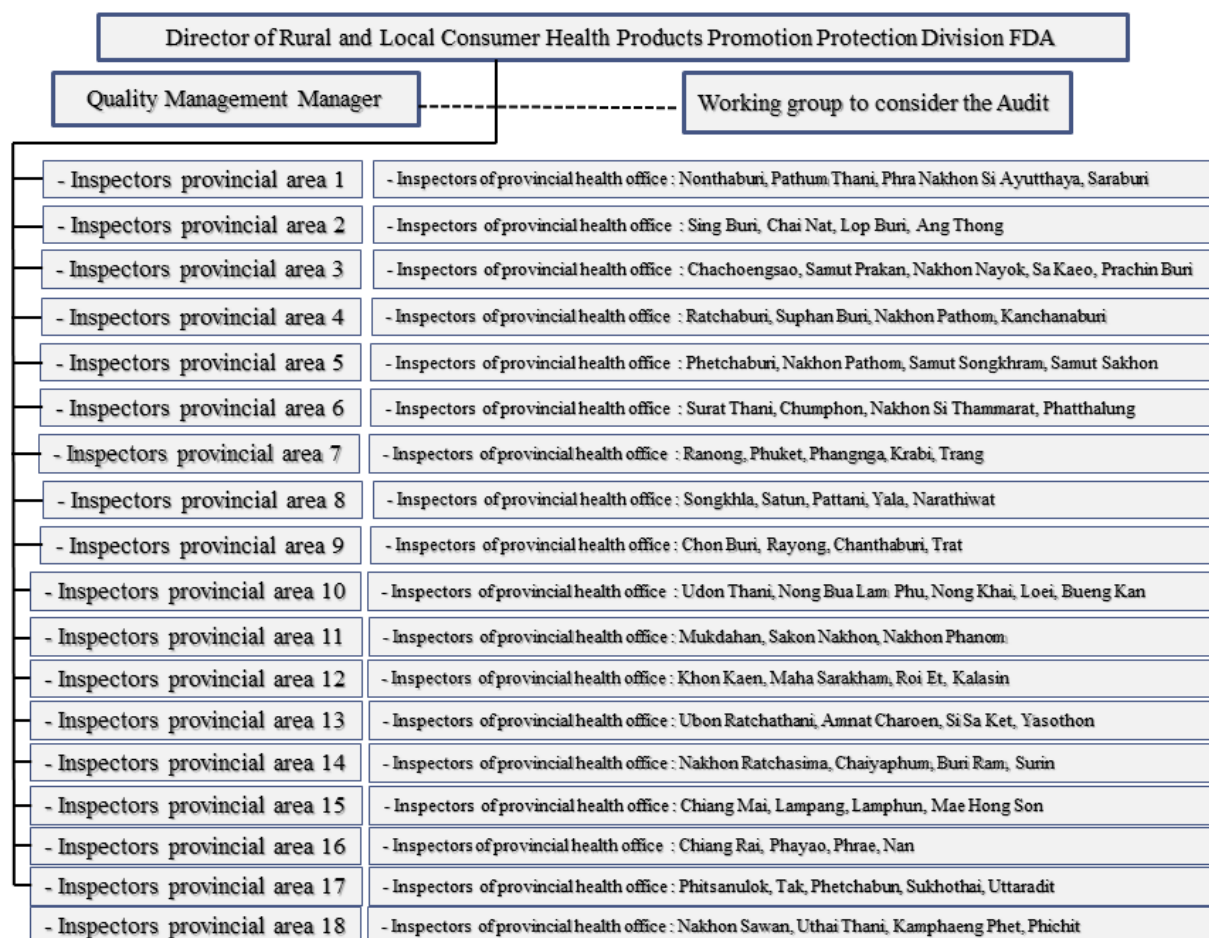 Director of Rural and Local Consumer Health Products Promotion Protection Division FDA
Quality Management Manager
Working group to consider the Audit
- Inspectors provincial area 1
- Inspectors of provincial health office : Nonthaburi, Pathum Thani, Phra Nakhon Si Ayutthaya, Saraburi
- Inspectors provincial area 2
- Inspectors of provincial health office : Sing Buri, Chai Nat, Lop Buri, Ang Thong
- Inspectors provincial area 3
- Inspectors of provincial health office : Chachoengsao, Samut Prakan, Nakhon Nayok, Sa Kaeo, Prachin Buri
- Inspectors provincial area 4
- Inspectors of provincial health office : Ratchaburi, Suphan Buri, Nakhon Pathom, Kanchanaburi
- Inspectors provincial area 5
- Inspectors of provincial health office : Phetchaburi, Nakhon Pathom, Samut Songkhram, Samut Sakhon
- Inspectors provincial area 6
- Inspectors of provincial health office : Surat Thani, Chumphon, Nakhon Si Thammarat, Phatthalung
- Inspectors provincial area 7
- Inspectors of provincial health office : Ranong, Phuket, Phangnga, Krabi, Trang
- Inspectors provincial area 8
- Inspectors of provincial health office : Songkhla, Satun, Pattani, Yala, Narathiwat
- Inspectors provincial area 9
- Inspectors of provincial health office : Chon Buri, Rayong, Chanthaburi, Trat
- Inspectors provincial area 10
- Inspectors of provincial health office : Udon Thani, Nong Bua Lam Phu, Nong Khai, Loei, Bueng Kan
- Inspectors provincial area 11
- Inspectors of provincial health office : Mukdahan, Sakon Nakhon, Nakhon Phanom
- Inspectors provincial area 12
- Inspectors of provincial health office : Khon Kaen, Maha Sarakham, Roi Et, Kalasin
- Inspectors provincial area 13
- Inspectors of provincial health office : Ubon Ratchathani, Amnat Charoen, Si Sa Ket, Yasothon
- Inspectors provincial area 14
- Inspectors of provincial health office : Nakhon Ratchasima, Chaiyaphum, Buri Ram, Surin
- Inspectors provincial area 15
- Inspectors of provincial health office : Chiang Mai, Lampang, Lamphun, Mae Hong Son
- Inspectors provincial area 16
- Inspectors of provincial health office : Chiang Rai, Phayao, Phrae, Nan
- Inspectors provincial area 17
- Inspectors of provincial health office : Phitsanulok, Tak, Phetchabun, Sukhothai, Uttaradit
- Inspectors provincial area 18
- Inspectors of provincial health office : Nakhon Sawan, Uthai Thani, Kamphaeng Phet, Phichit